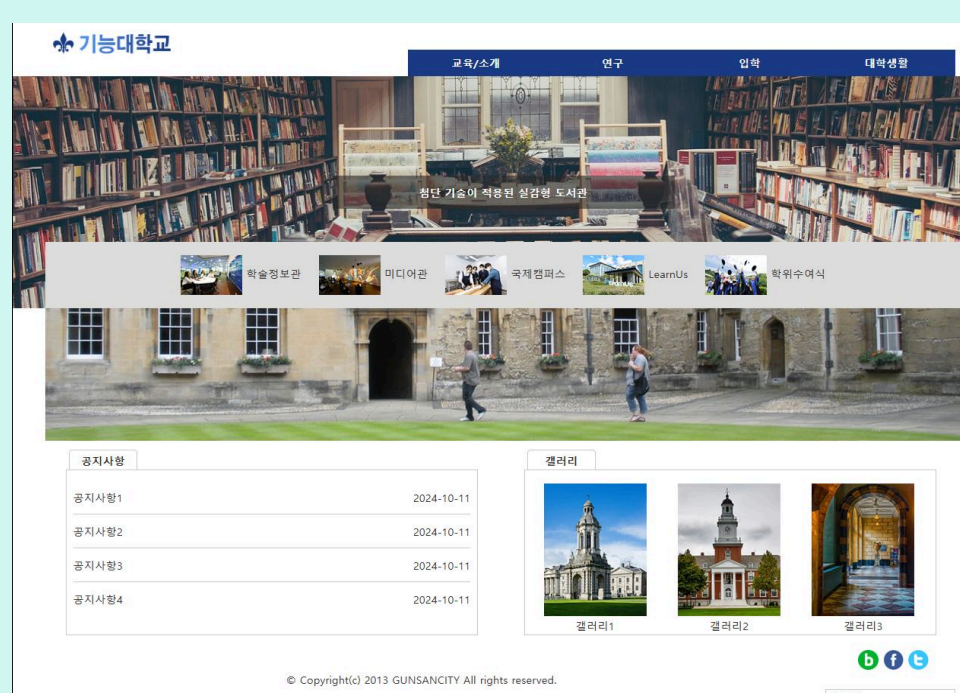 기능대학교
교육/소개 연구 입학 대학생활
첨단 기술이 적용된 실감형 도서관
학술정보관 미디어관 국제캠퍼스 LearnUs 학위수여식
공지사항
공지사항1 2024-10-11
공지사항2 2024-10-11
공지사항3 2024-10-11
공지사항4 2024-10-11
갤러리
갤러리1 갤러리2 갤러리3
b f t
© Copyright(c) 2013 GUNSANCITY All rights reserved.